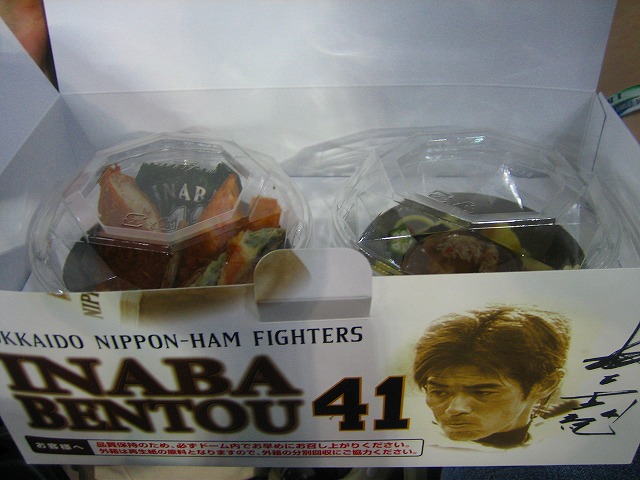 INABA
HOKKAIDO NIPPON-HAM FIGHTERS
INABA
BENTOU 41
お客様へ
品質保持のため、必ずドーム内でお早めにお召し上がりください。
外箱は再生紙の原料となりますので、外箱の分別回収にご協力ください。